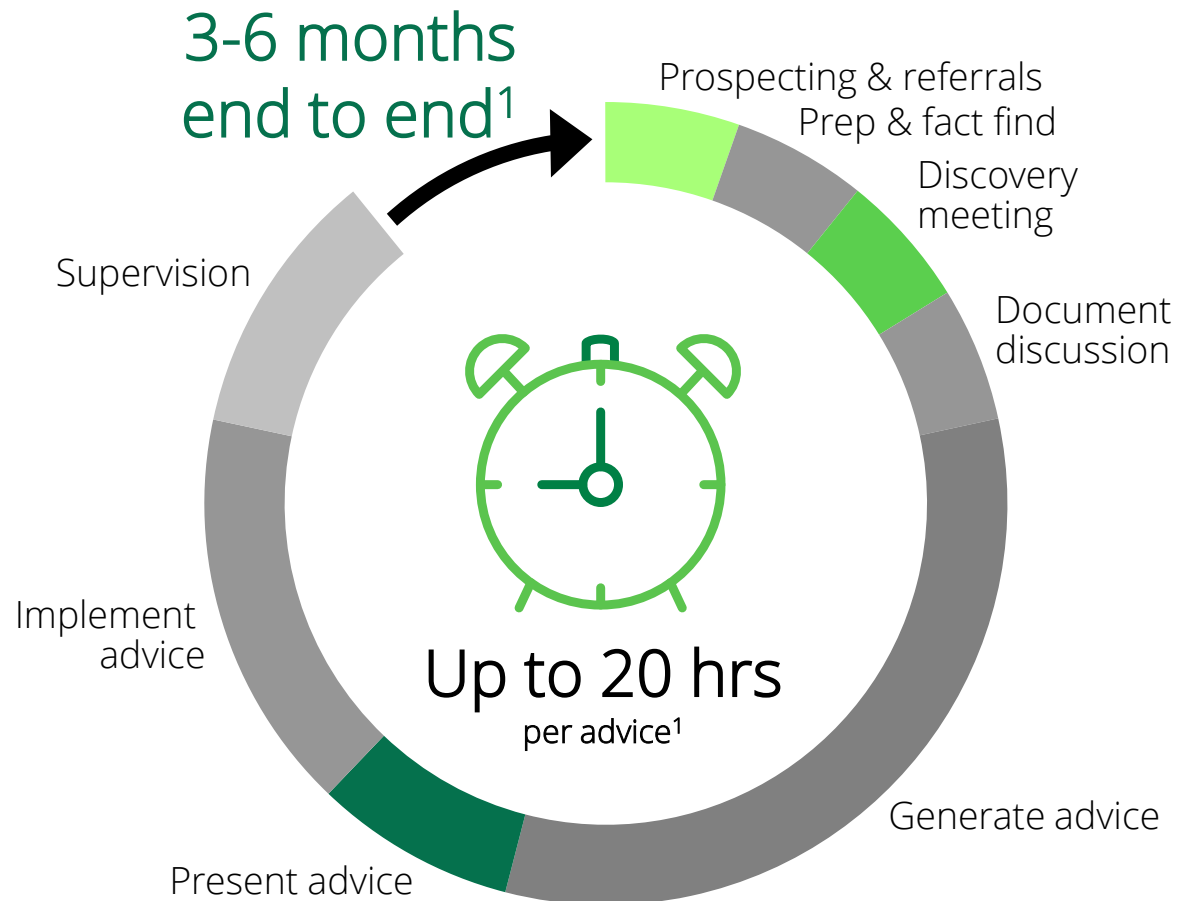 3-6 months
end to end¹
Prospecting & referrals
Prep & fact find
Discovery
meeting
Document
discussion
Supervision
Implement
advice
Up to 20 hrs
per advice¹
Generate advice
Present advice